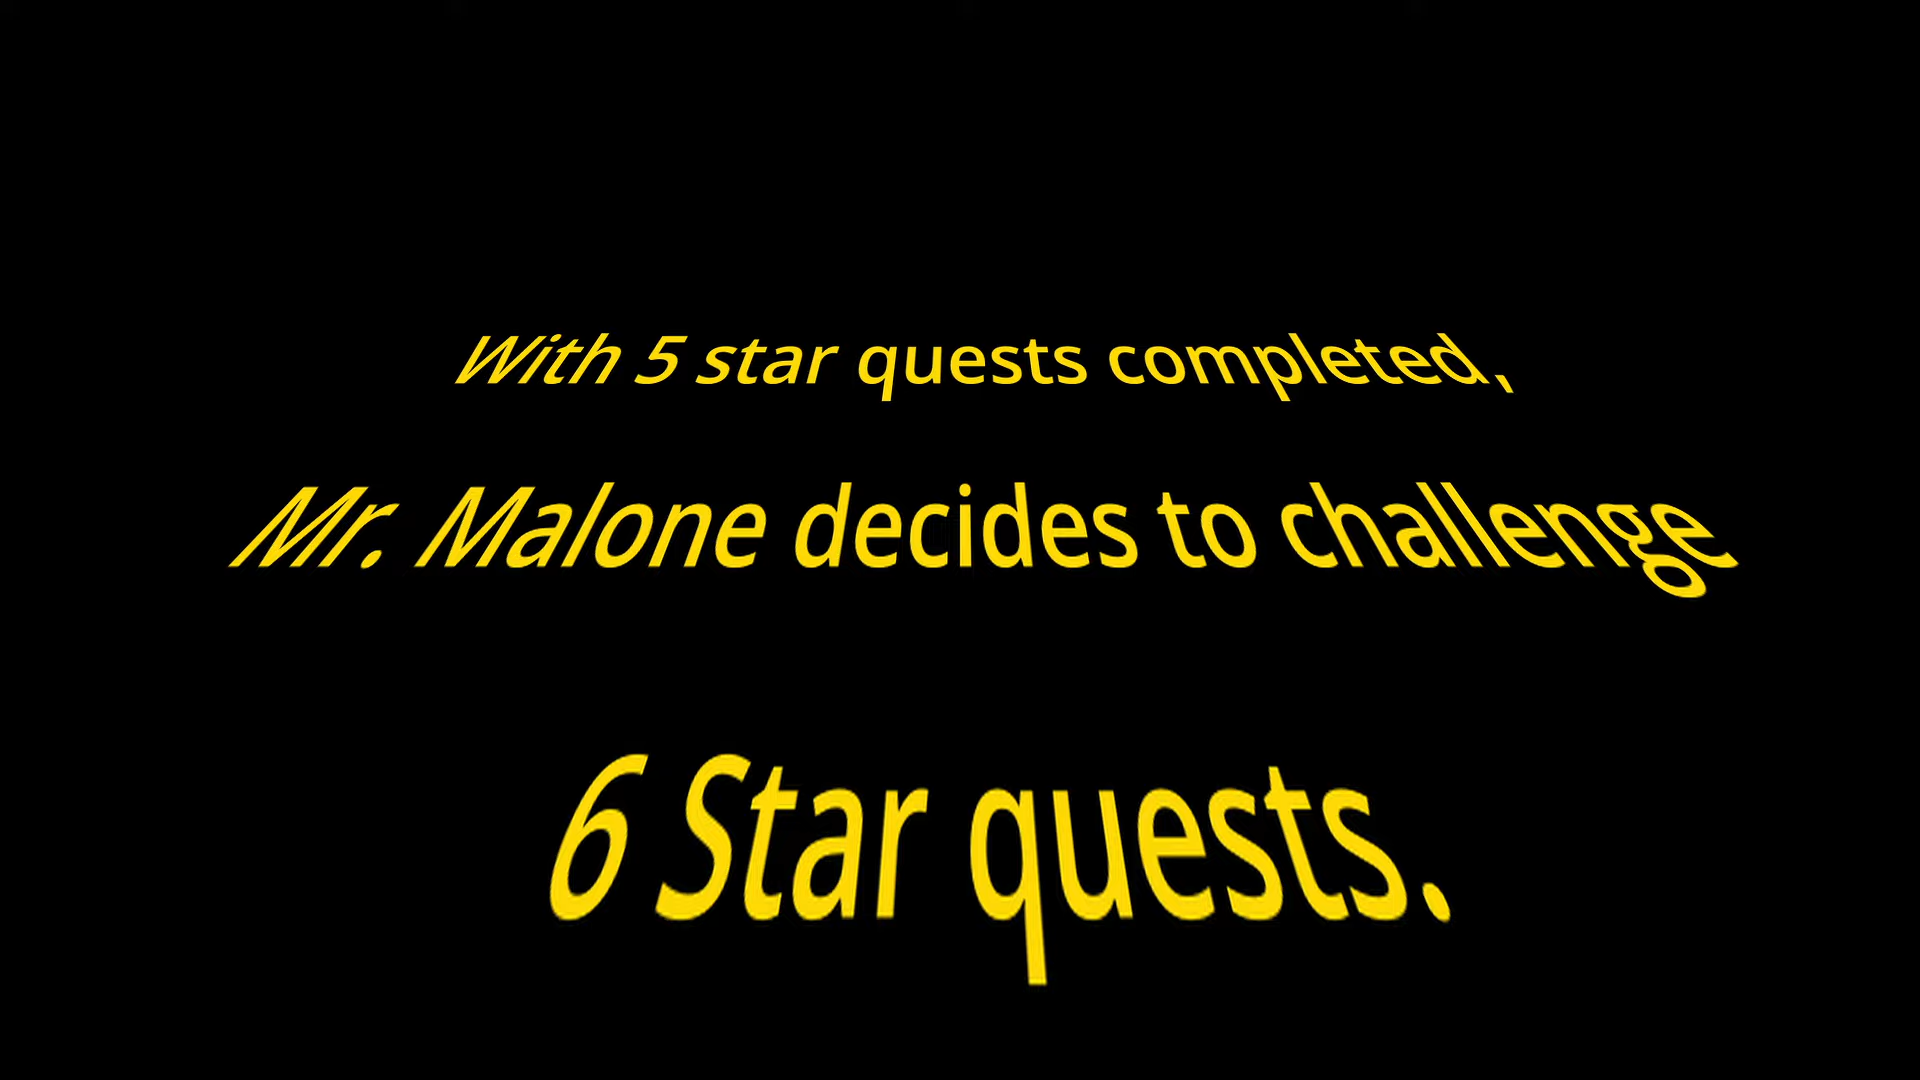 With 5 star quests completed,
Mr. Malone decides to challenge
6 Star quests.